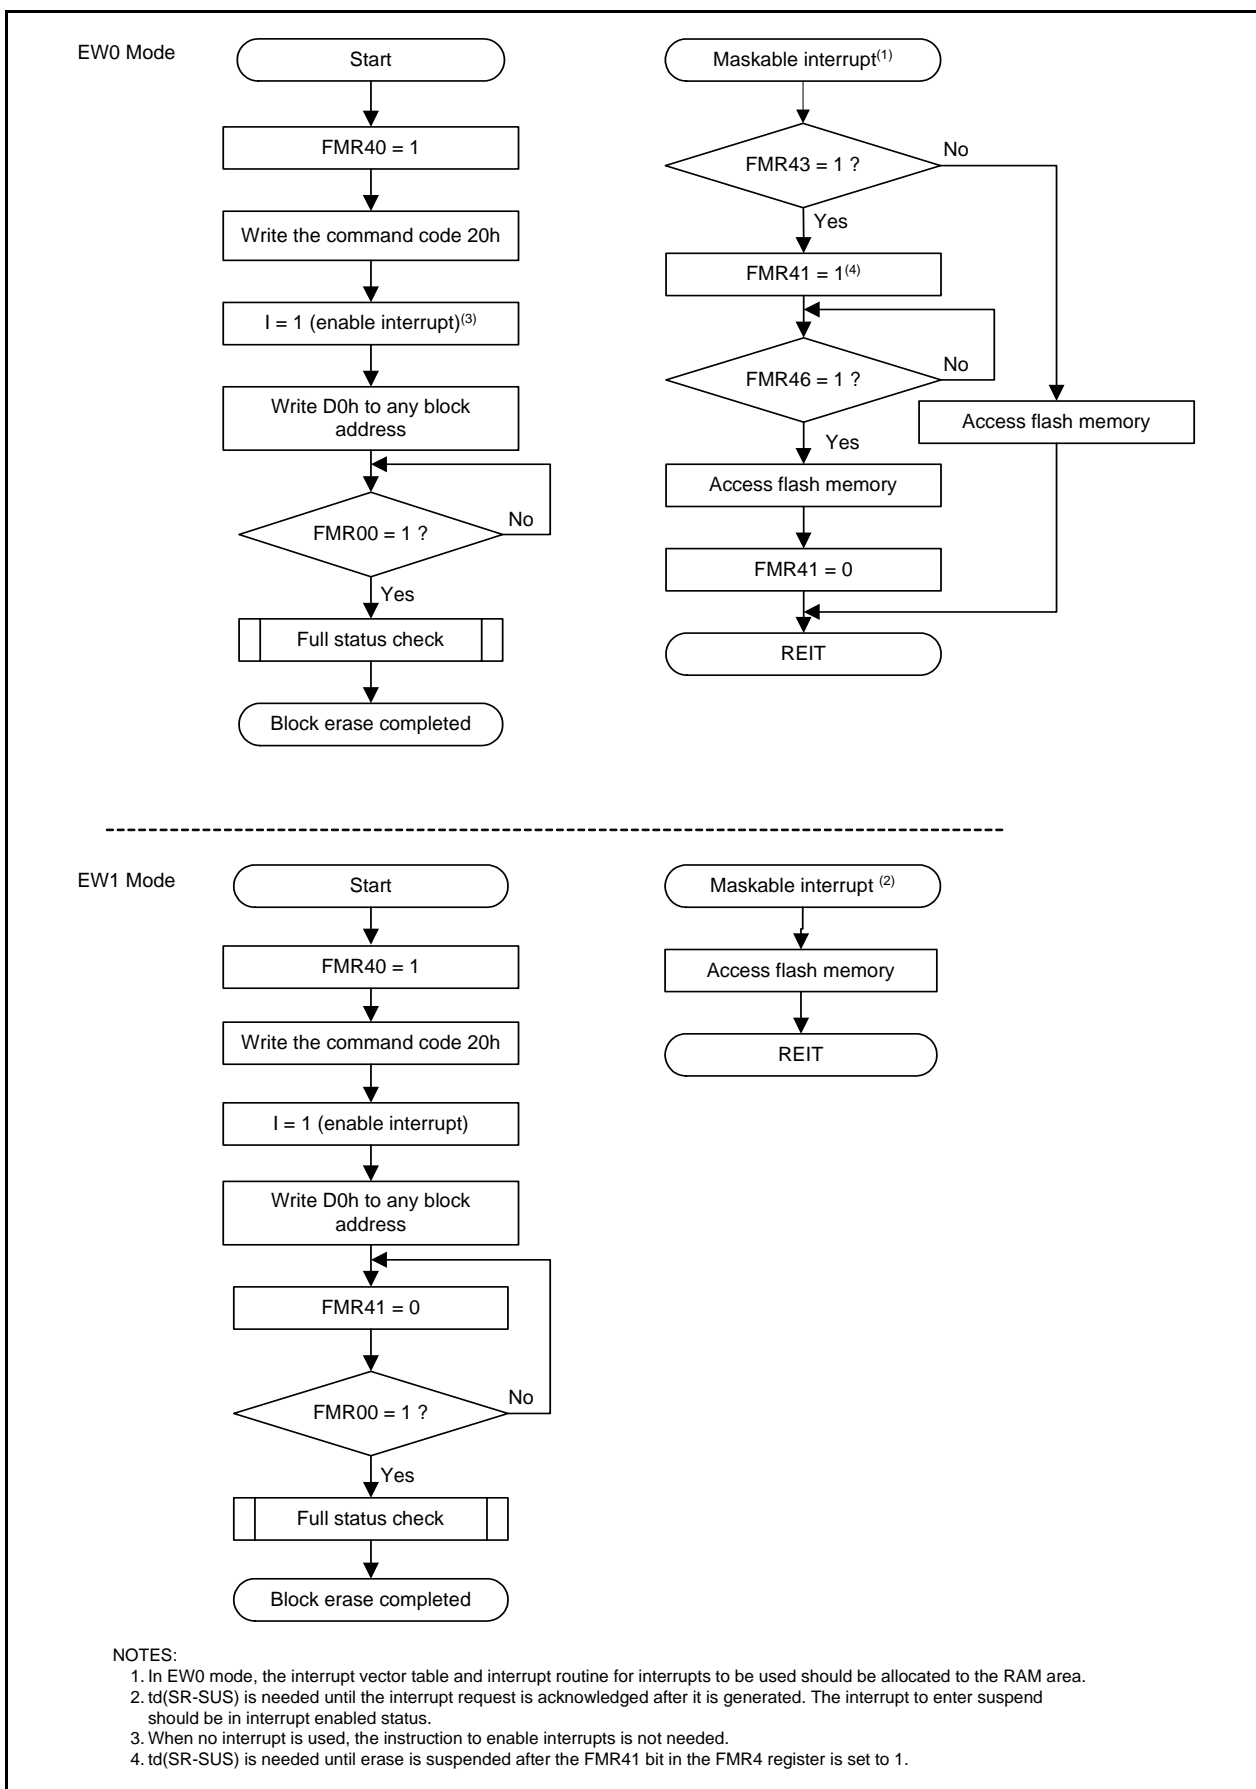 EW0 Mode
Start
FMR40 = 1
Write the command code 20h
I = 1 (enable interrupt)(3)
Write D0h to any block
address
FMR00 = 1 ?
No
Yes
Full status check
Block erase completed
Maskable interrupt(1)
FMR43 = 1 ?
No
Yes
FMR41 = 1(4)
FMR46 = 1 ?
No
Yes
Access flash memory
Access flash memory
FMR41 = 0
REIT
EW1 Mode
Start
FMR40 = 1
Write the command code 20h
I = 1 (enable interrupt)
Write D0h to any block
address
FMR41 = 0
FMR00 = 1 ?
No
Yes
Full status check
Block erase completed
Maskable interrupt (2)
Access flash memory
REIT
NOTES:
1. In EW0 mode, the interrupt vector table and interrupt routine for interrupts to be used should be allocated to the RAM area.
2. td(SR-SUS) is needed until the interrupt request is acknowledged after it is generated. The interrupt to enter suspend
should be in interrupt enabled status.
3. When no interrupt is used, the instruction to enable interrupts is not needed.
4. td(SR-SUS) is needed until erase is suspended after the FMR41 bit in the FMR4 register is set to 1.